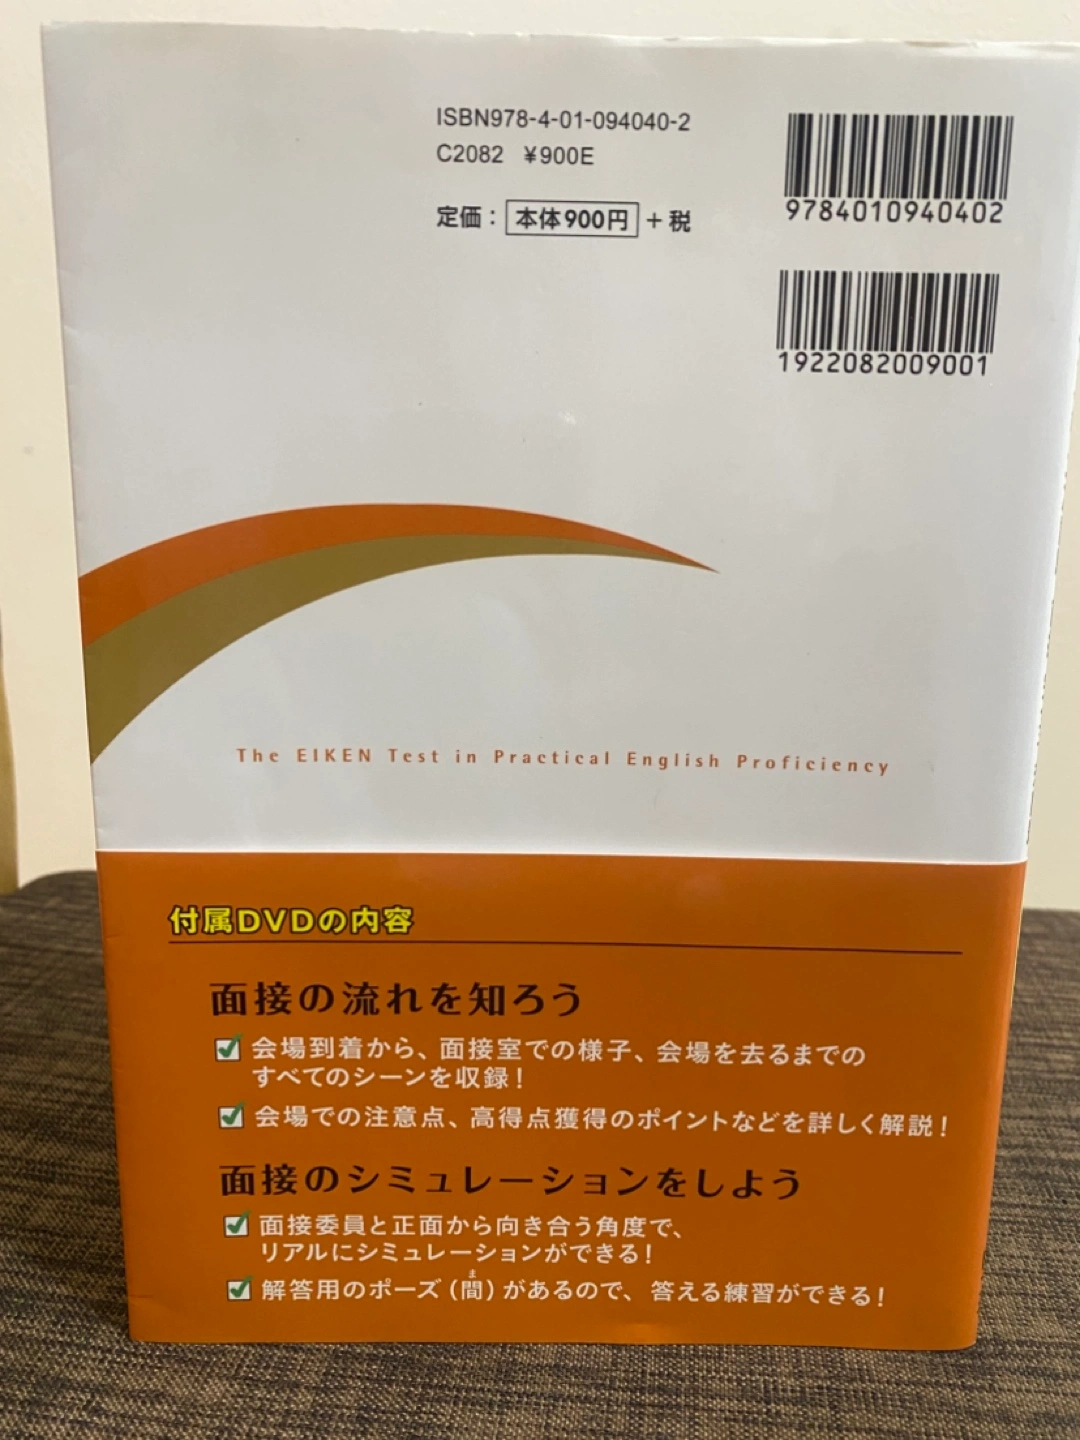 ISBN978-4-01-094040-2
C2082 ¥900E
定価：本体900円＋税
9784010940402
1922082009001
The EIKEN Test in Practical English Proficiency
付属DVDの内容
面接の流れを知ろう
会場到着から、面接室での様子、会場を去るまでの
すべてのシーンを収録！
会場での注意点、高得点獲得のポイントなどを詳しく解説！
面接のシミュレーションをしよう
面接委員と正面から向き合う角度で、
リアルにシミュレーションができる！
ま
解答用のポーズ（間）があるので、答える練習ができる！